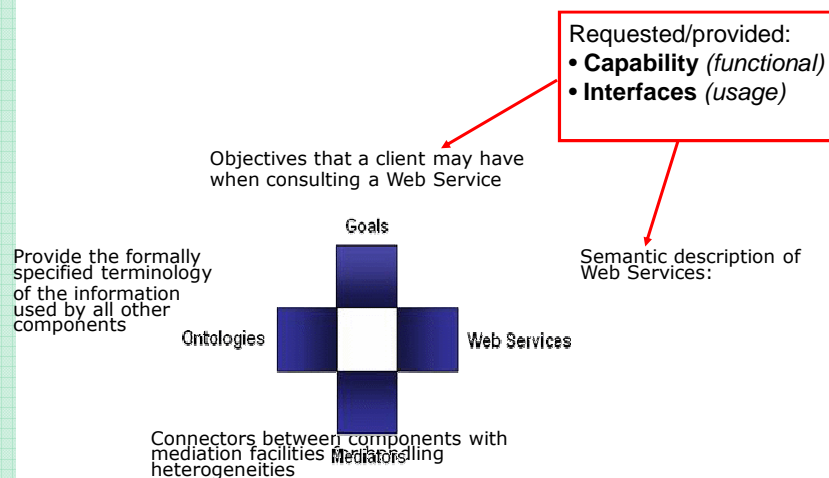 Requested/provided:
• Capability (functional)
• Interfaces (usage)
Objectives that a client may have
when consulting a Web Service
Goals
Provide the formally
specified terminology
of the information
used by all other
components
Semantic description of
Web Services:
Ontologies
Web Services
Connectors between components with
mediation facilities handling
Mediators
heterogeneities